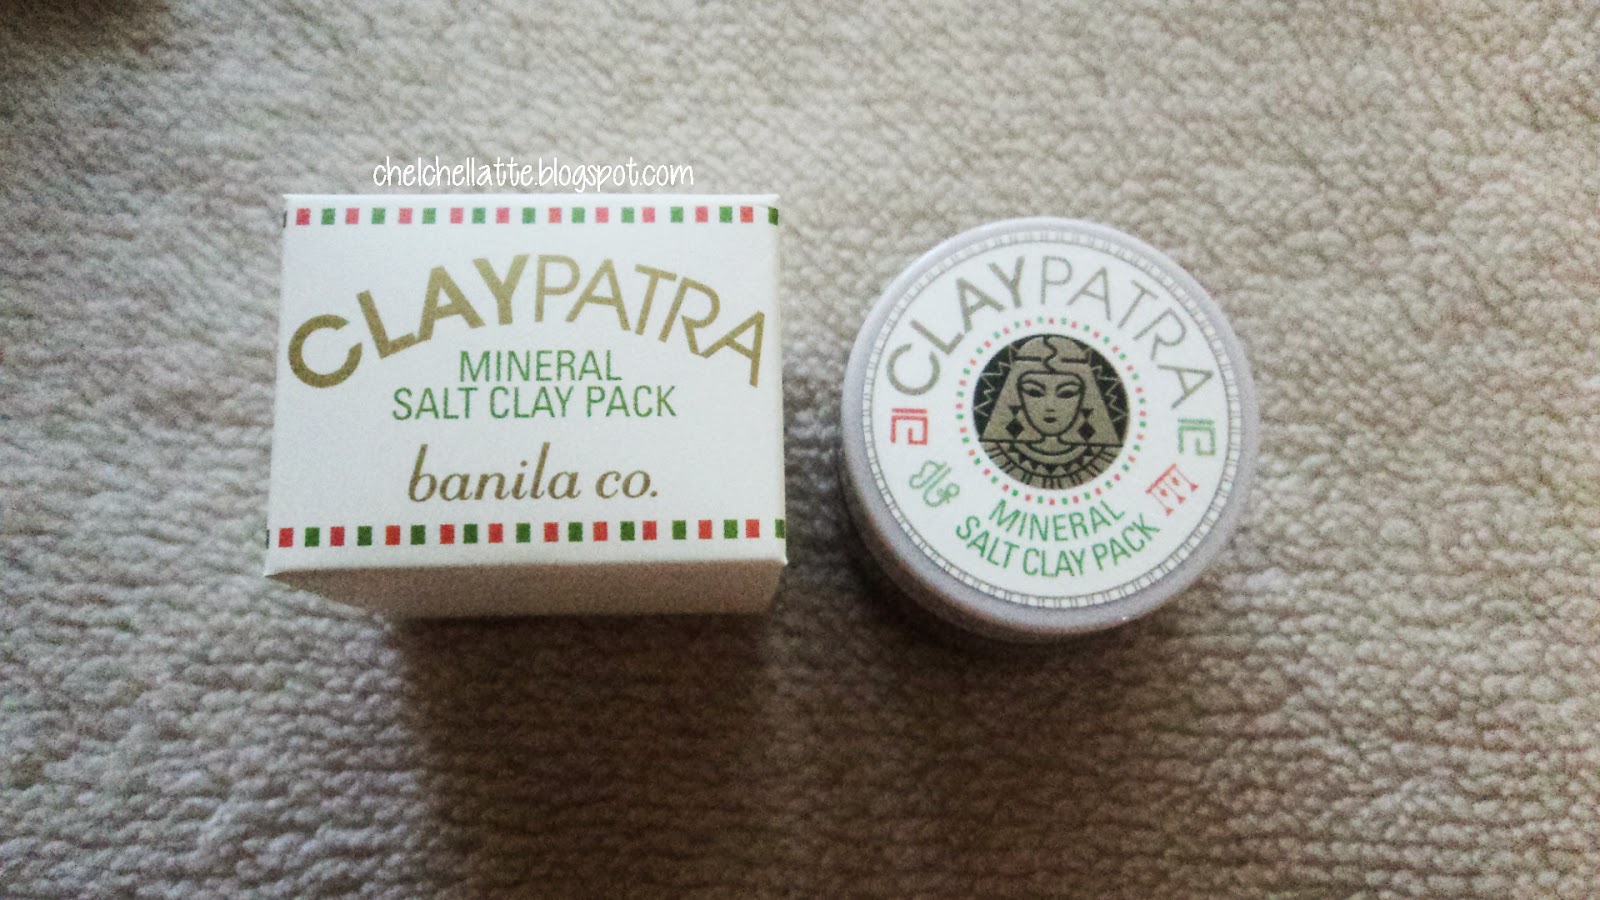 chelchellatte.blogspot.com
CLAYPATRA
MINERAL
SALT CLAY PACK
banila co.
CLAYPATRA
MINERAL
SALT CLAY PACK